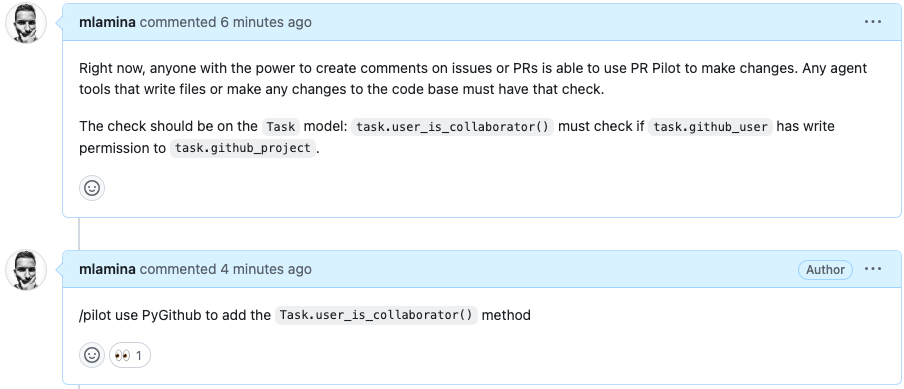 mlamina commented 6 minutes ago
Right now, anyone with the power to create comments on issues or PRs is able to use PR Pilot to make changes. Any agent
tools that write files or make any changes to the code base must have that check.
The check should be on the Task model: task.user_is_collaborator() must check if task.github_user has write
permission to task.github_project.
mlamina commented 4 minutes ago
Author
/pilot use PyGithub to add the Task.user_is_collaborator() method
👀 1